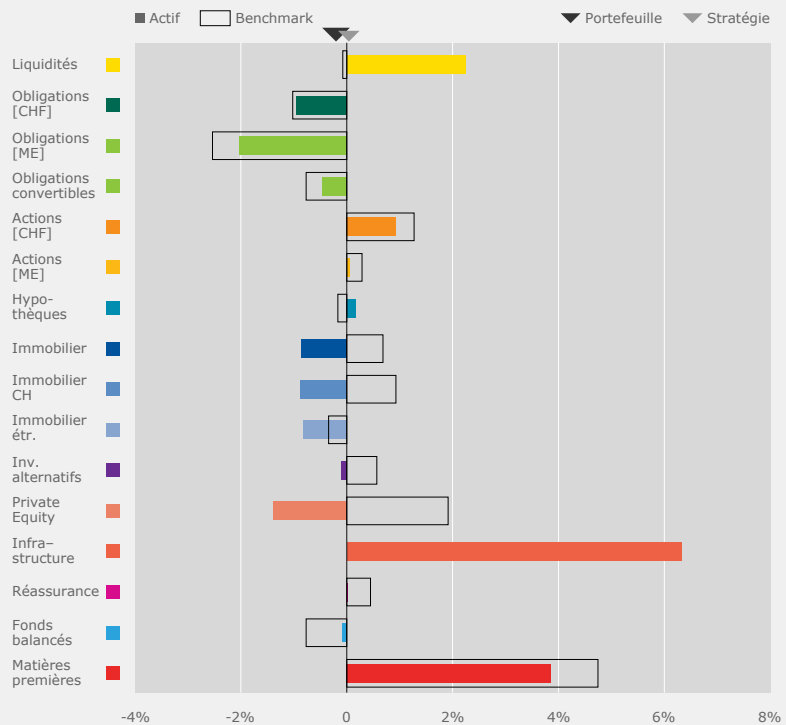 Actif Benchmark Portefeuille Stratégie
Liquidités
Obligations
[CHF]
Obligations
[ME]
Obligations
convertibles
Actions
[CHF]
Actions
[ME]
Hypo-
thèques
Immobilier
Immobilier
CH
Immobilier
étr.
Inv.
alternatifs
Private
Equity
Infra–
structure
Réassurance
Fonds
balancés
Matières
premières
-4% -2% 0 2% 4% 6% 8%